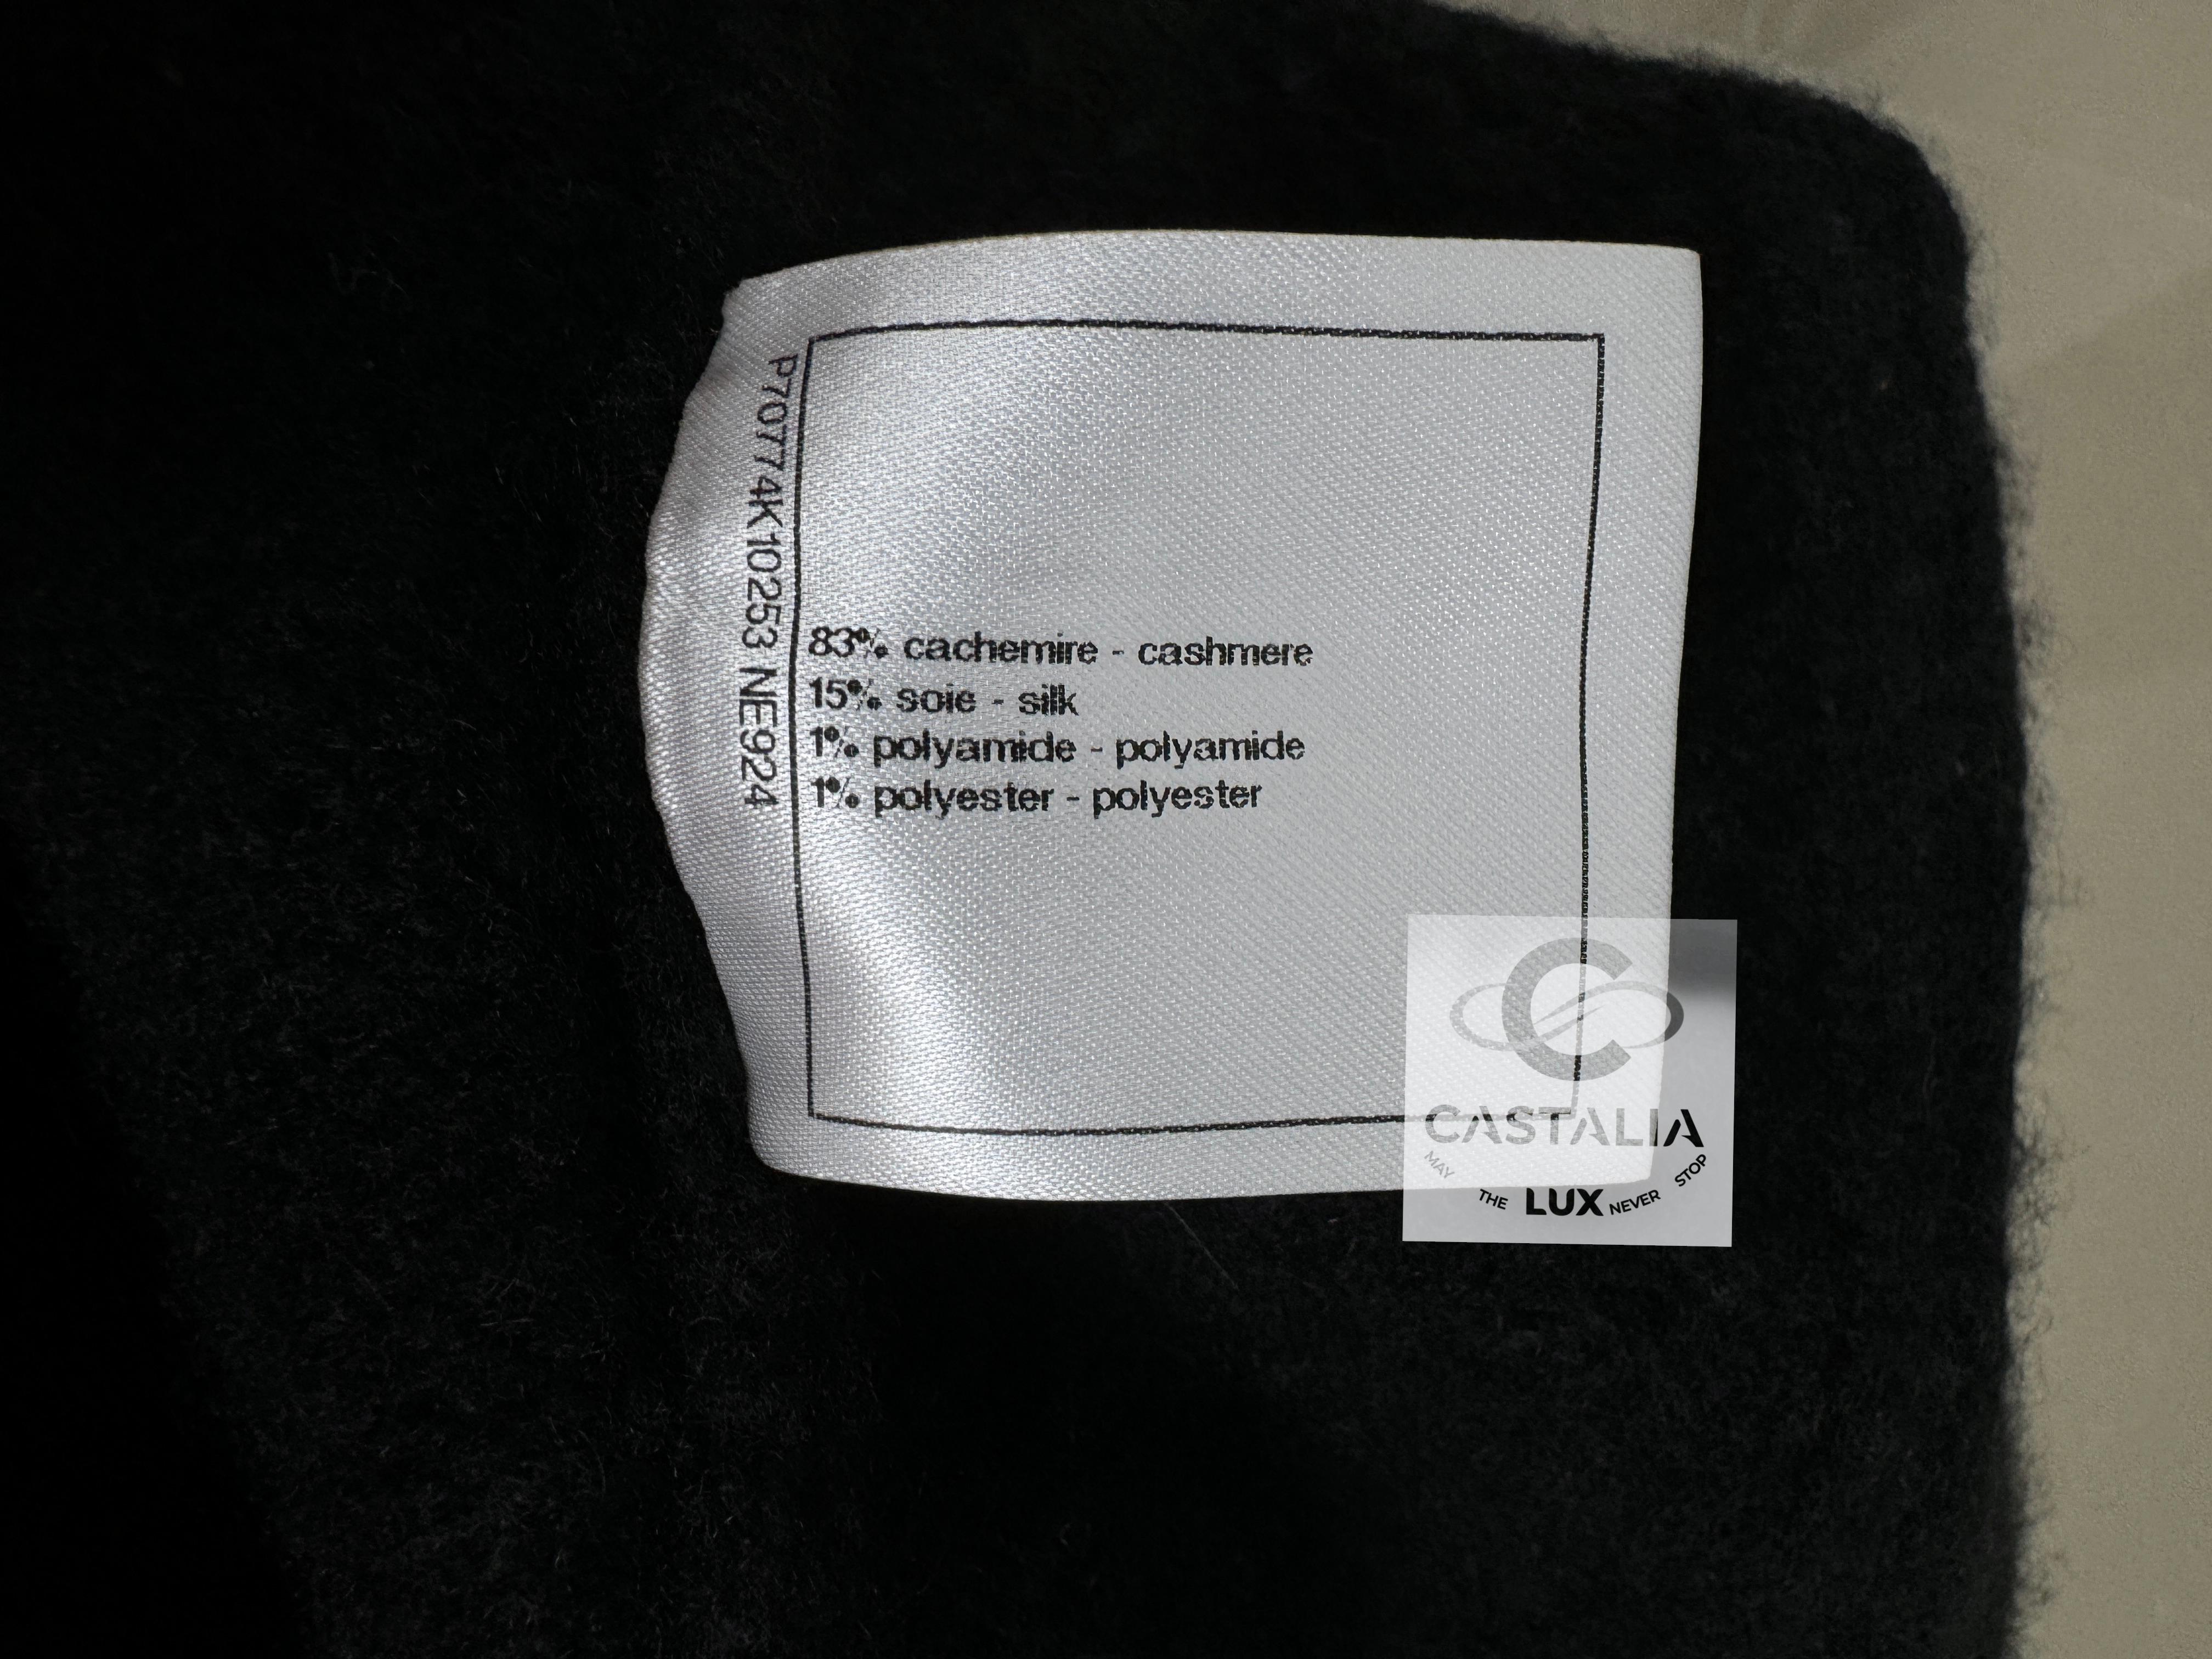 P70774K10253 NE924
83% cachemire - cashmere
15% soie - silk
1% polyamide - polyamide
1% polyester - polyester
C
CASTALIA
MAY THE LUX NEVER STOP